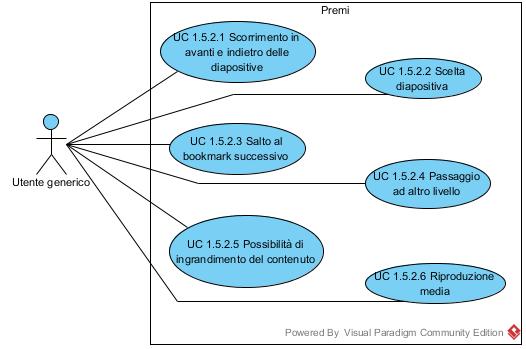 Premi
UC 1.5.2.1 Scorrimento in
avanti e indietro delle
diapositive
UC 1.5.2.2 Scelta
diapositiva
UC 1.5.2.3 Salto al
bookmark successivo
UC 1.5.2.4 Passaggio
ad altro livello
Utente generico
UC 1.5.2.5 Possibilità di
ingrandimento del contenuto
UC 1.5.2.6 Riproduzione
media
Powered By Visual Paradigm Community Edition